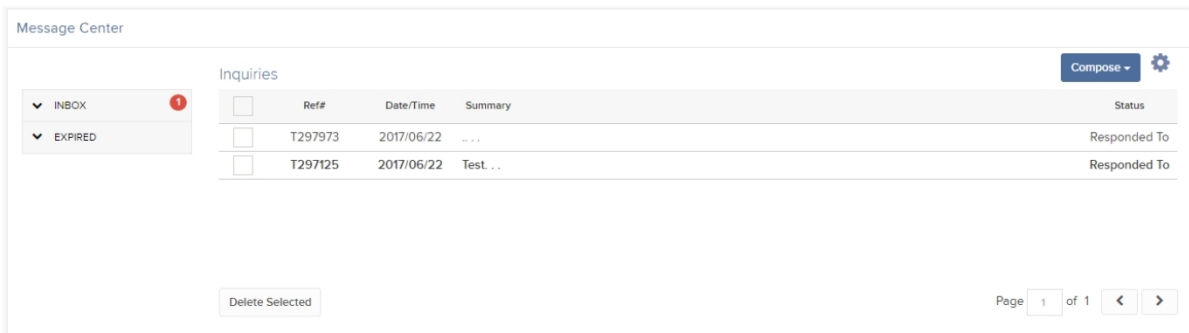 Message Center
Inquiries
Compose
INBOX 1
EXPIRED
Ref# Date/Time Summary Status
T297973 2017/06/22 .. . . Responded To
T297125 2017/06/22 Test. . . Responded To
Delete Selected
Page 1 of 1